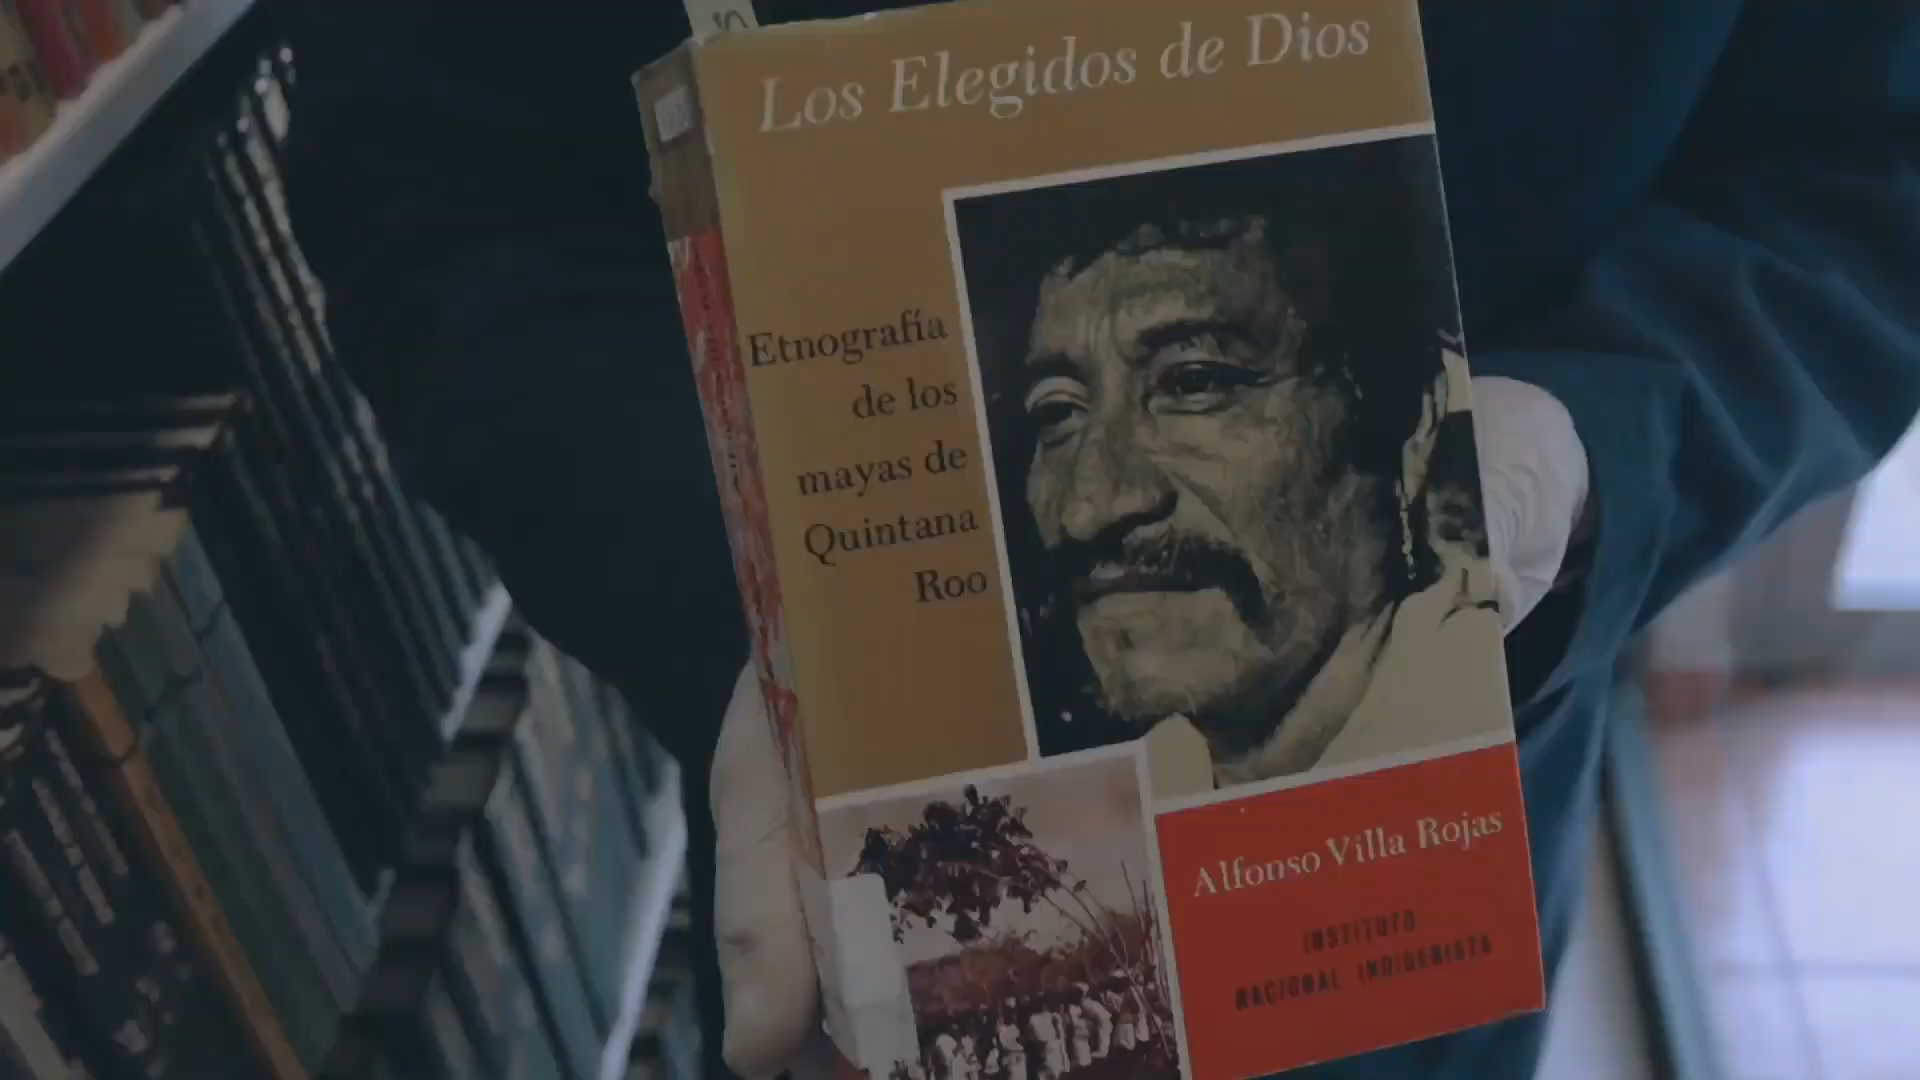 Los Elegidos de Dios
Etnografía
de los
mayas de
Quintana
Roo
Alfonso Villa Rojas
INSTITUTO
NACIONAL INDIGENISTA